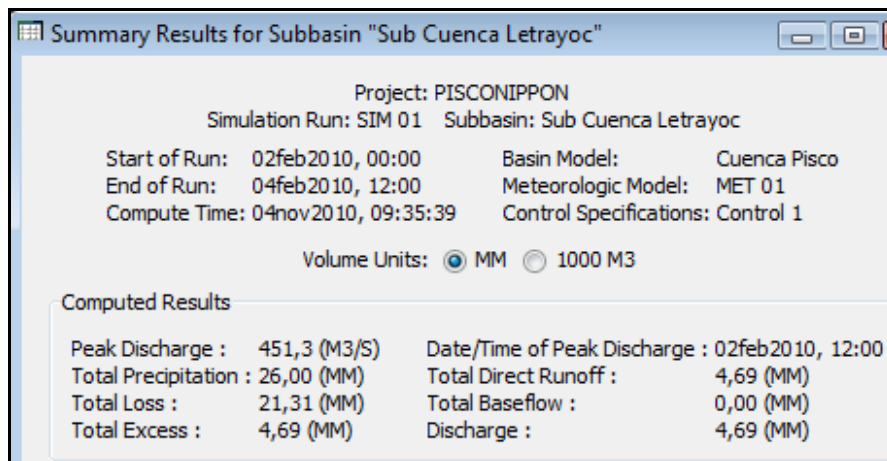 Summary Results for Subbasin "Sub Cuenca Letrayoc"
Project: PISCONIPPON
Simulation Run: SIM 01 Subbasin: Sub Cuenca Letrayoc
Start of Run: 02feb2010, 00:00 Basin Model: Cuenca Pisco
End of Run: 04feb2010, 12:00 Meteorologic Model: MET 01
Compute Time: 04nov2010, 09:35:39 Control Specifications: Control 1
Volume Units: MM 1000 M3
Computed Results
Peak Discharge : 451,3 (M3/S) Date/Time of Peak Discharge : 02feb2010, 12:00
Total Precipitation : 26,00 (MM) Total Direct Runoff : 4,69 (MM)
Total Loss : 21,31 (MM) Total Baseflow : 0,00 (MM)
Total Excess : 4,69 (MM) Discharge : 4,69 (MM)